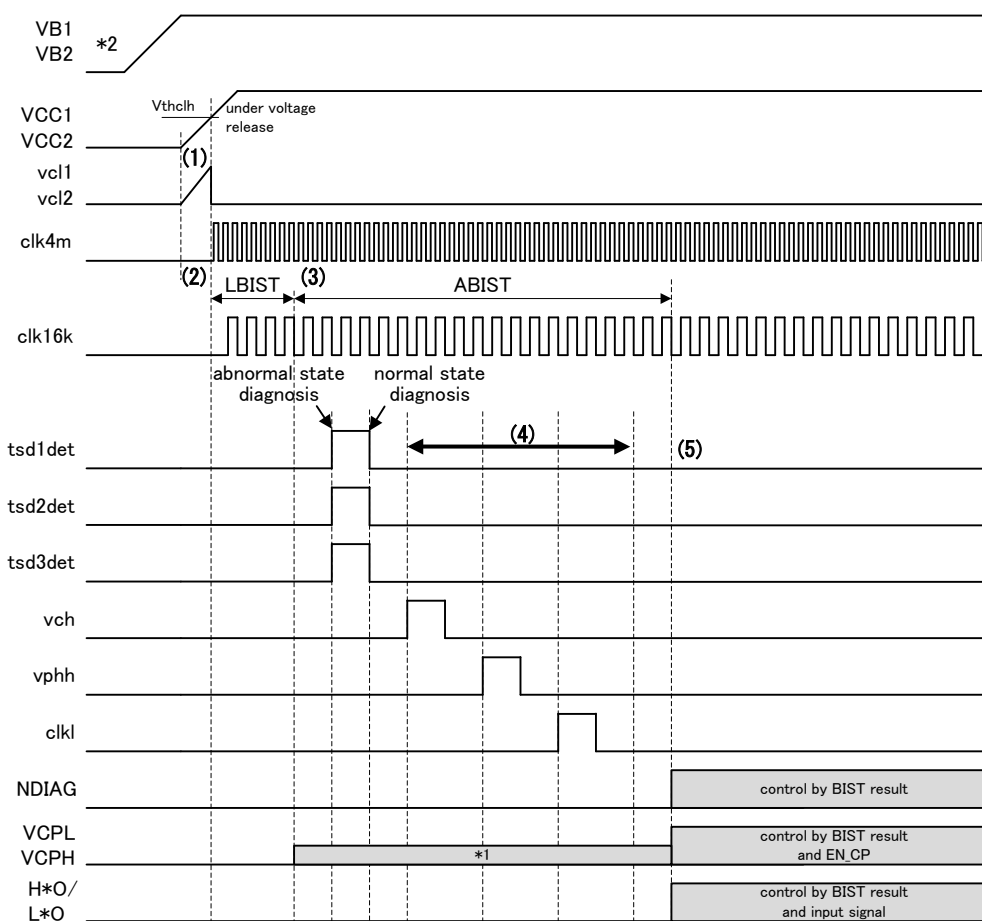 VB1
VB2
*2
Vthclh
under voltage
release
VCC1
VCC2
(1)
vcl1
vcl2
clk4m
(2)
LBIST
(3)
ABIST
clk16k
abnormal state
diagnosis
normal state
diagnosis
(4)
(5)
tsd1det
tsd2det
tsd3det
vch
vphh
clkl
NDIAG
control by BIST result
VCPL
VCPH
*1
control by BIST result
and EN_CP
H*O/
L*O
control by BIST result
and input signal